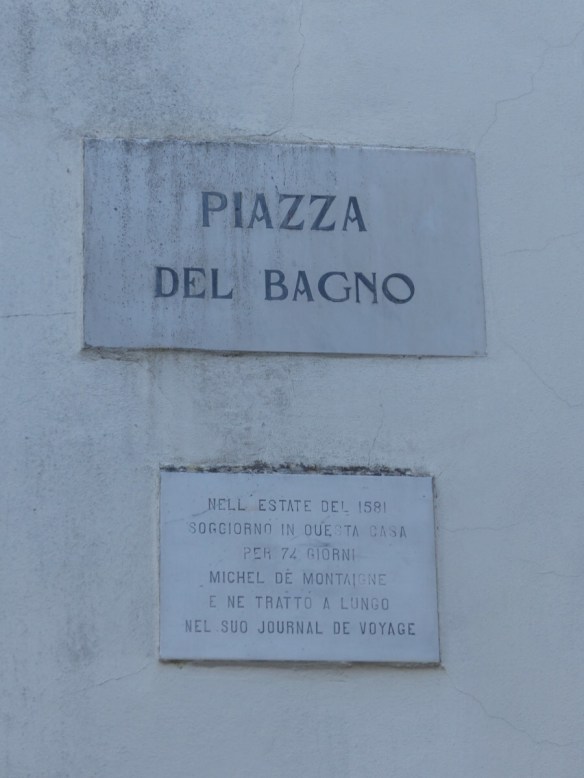 PIAZZA
DEL BAGNO
NELL ESTATE DEL 1581
SOGGIORNO IN QUESTA CASA
PER 74 GIORNI
MICHEL DE MONTAIGNE
E NE TRATTO A LUNGO
NEL SUO JOURNAL DE VOYAGE